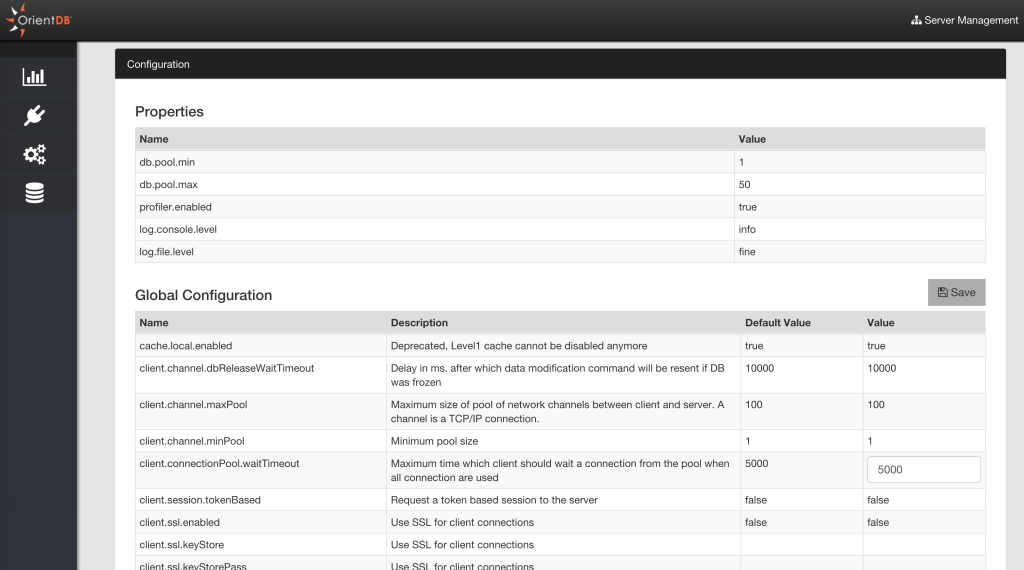 OrientDB
Server Management
Configuration
Properties
Name Value
db.pool.min 1
db.pool.max 50
profiler.enabled true
log.console.level info
log.file.level fine
Global Configuration Save
Name Description Default Value Value
cache.local.enabled Deprecated, Level1 cache cannot be disabled anymore true true
client.channel.dbReleaseWaitTimeout Delay in ms. after which data modification command will be resent if DB 10000 10000
was frozen
client.channel.maxPool Maximum size of pool of network channels between client and server. A 100 100
channel is a TCP/IP connection.
client.channel.minPool Minimum pool size 1 1
client.connectionPool.waitTimeout Maximum time which client should wait a connection from the pool when 5000 5000
all connection are used
client.session.tokenBased Request a token based session to the server false false
client.ssl.enabled Use SSL for client connections false false
client.ssl.keyStore Use SSL for client connections
client.ssl.keyStorePass Use SSL for client connections